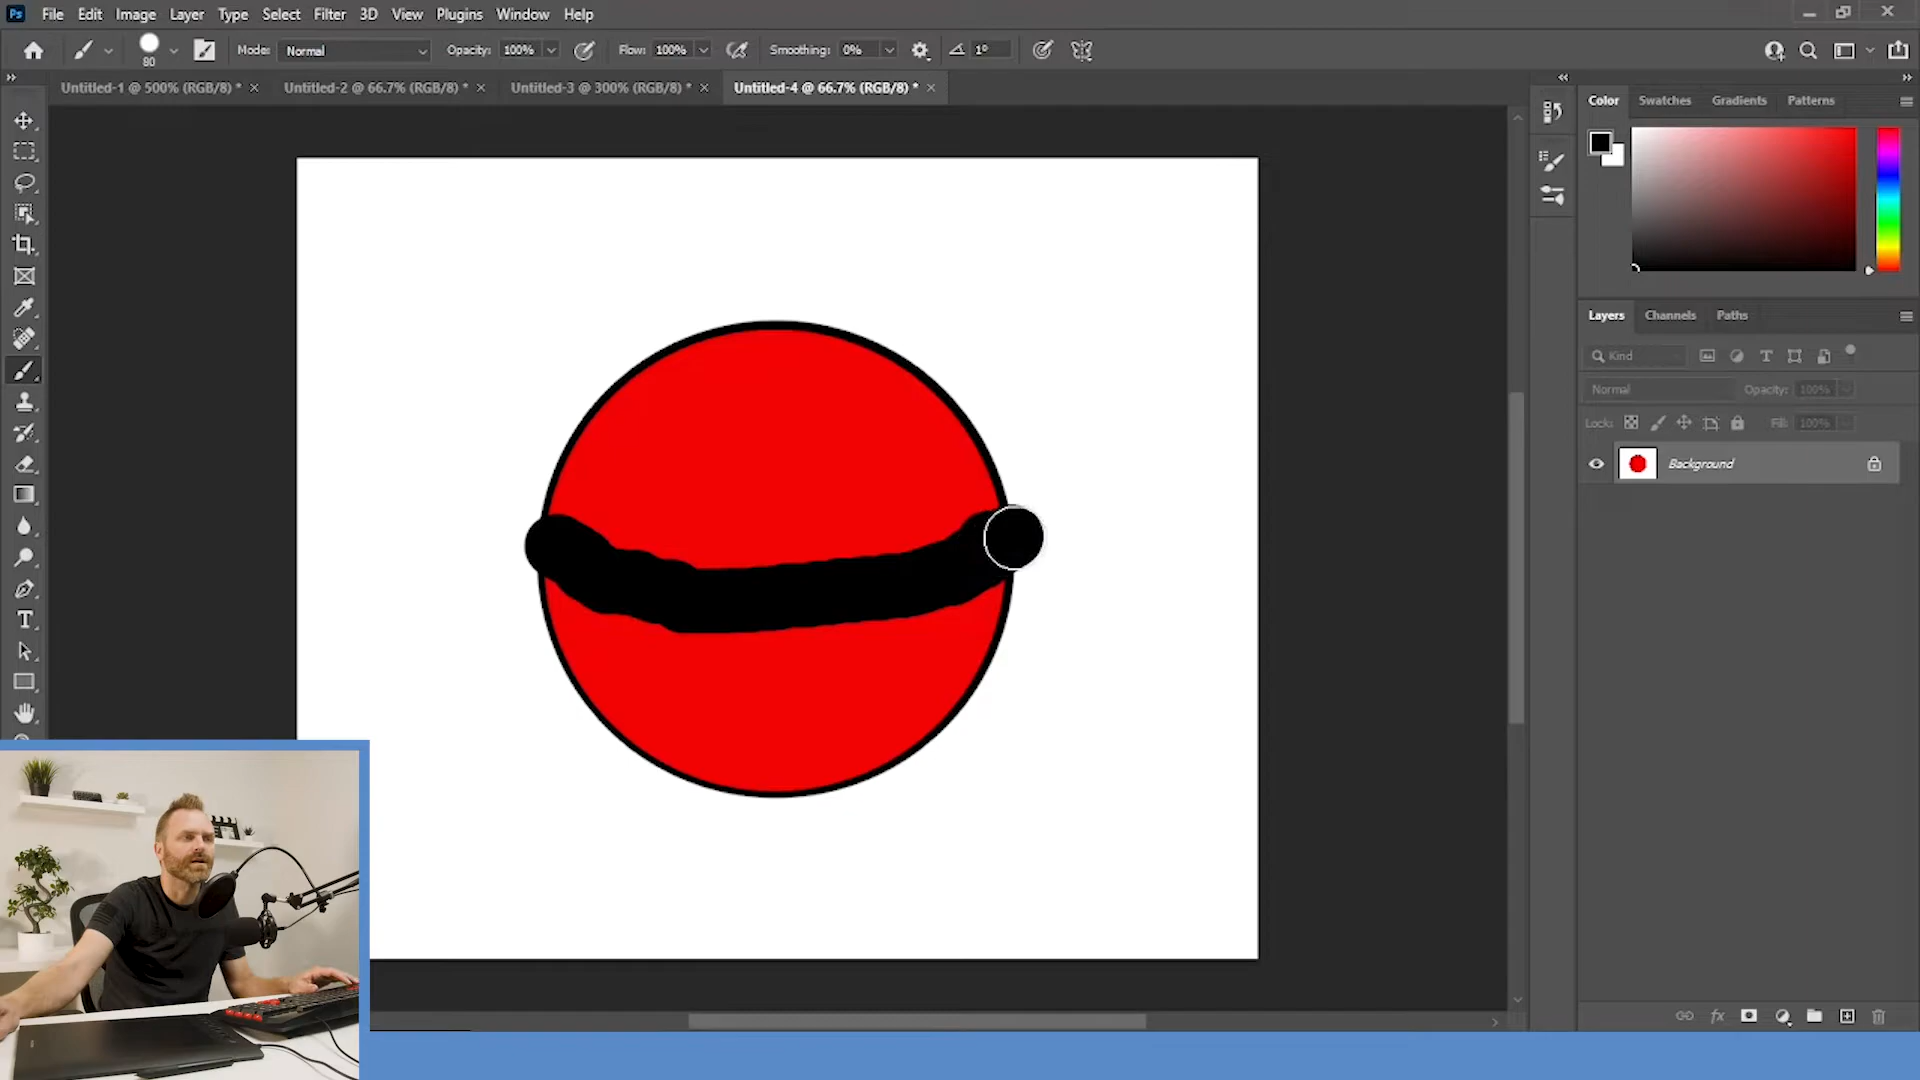 Ps File Edit Image Layer Type Select Filter 3D View Plugins Window Help
80 Mode: Normal Opacity: 100% Flow: 100% Smoothing: 0% 1°
Untitled-1 @ 500% (RGB/8) * × Untitled-2 @ 66.7% (RGB/8) * × Untitled-3 @ 300% (RGB/8) * × Untitled-4 @ 66.7% (RGB/8) * ×
Color Swatches Gradients Patterns
Layers Channels Paths
Kind
Normal Opacity: 100%
Lock: Fill: 100%
Background
fx